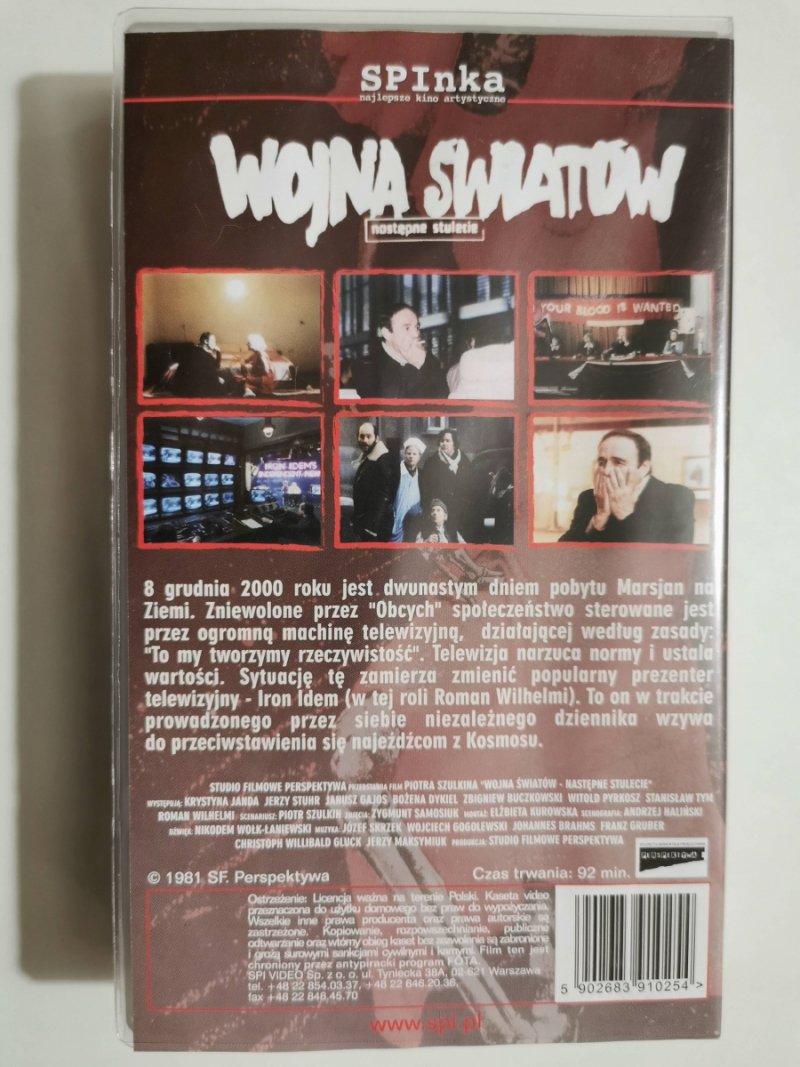 SPInka
najlepsze kino artystyczne
WOJNA ŚWIATÓW
następne stulecie
YOUR BLOOD IS WANTED
IRON IDEM'S
INDEPENDENT NEWS
8 grudnia 2000 roku jest dwunastym dniem pobytu Marsjan na
Ziemi. Zniewolone przez "Obcych" społeczeństwo sterowane jest
przez ogromną machinę telewizyjną, działającej według zasady:
"To my tworzymy rzeczywistość". Telewizja narzuca normy i ustala
wartości. Sytuację tę zamierza zmienić popularny prezenter
telewizyjny - Iron Idem (w tej roli Roman Wilhelmi). To on w trakcie
prowadzonego przez siebie niezależnego dziennika wzywa
do przeciwstawienia się najeźdźcom z Kosmosu.
STUDIO FILMOWE PERSPEKTYWA PRZEDSTAWIA FILM PIOTRA SZULKINA "WOJNA ŚWIATÓW - NASTĘPNE STULECIE"
WYSTĘPUJĄ: KRYSTYNA JANDA JERZY STUHR JANUSZ GAJOS BOŻENA DYKIEL ZBIGNIEW BUCZKOWSKI WITOLD PYRKOSZ STANISŁAW TYM
ROMAN WILHELMI SCENARIUSZ: PIOTR SZULKIN ZDJĘCIA: ZYGMUNT SAMOSIUK MONTAŻ: ELŻBIETA KUROWSKA SCENOGRAFIA: ANDRZEJ HALIŃSKI
DŹWIĘK: NIKODEM WOŁK-ŁANIEWSKI MUZYKA: JÓZEF SKRZEK WOJCIECH GOGOLEWSKI JOHANNES BRAHMS FRANZ GRUBER
CHRISTOPH WILLIBALD GLUCK JERZY MAKSYMIUK PRODUKCJA: STUDIO FILMOWE PERSPEKTYWA
PERSPEKTYWA
© 1981 SF. Perspektywa Czas trwania: 92 min.
Ostrzeżenie: Licencja ważna na terenie Polski. Kaseta video
przeznaczona do użytku domowego bez praw do wypożyczania.
Wszelkie inne prawa producenta oraz prawa autorskie są
zastrzeżone. Kopiowanie, rozpowszechnianie, publiczne
odtwarzanie oraz wtórny obieg kaset bez zezwolenia są zabronione
i grożą surowymi sankcjami cywilnymi i karnymi. Film ten jest
chroniony przez antypiracki program FOTA.
SPI VIDEO Sp. z o. o. ul. Tyniecka 38A, 02-621 Warszawa
tel. +48 22 854.03.37, +48 22 646.20.36,
fax +48 22 848.45.70
5 902683 910254 >
www.spi.pl